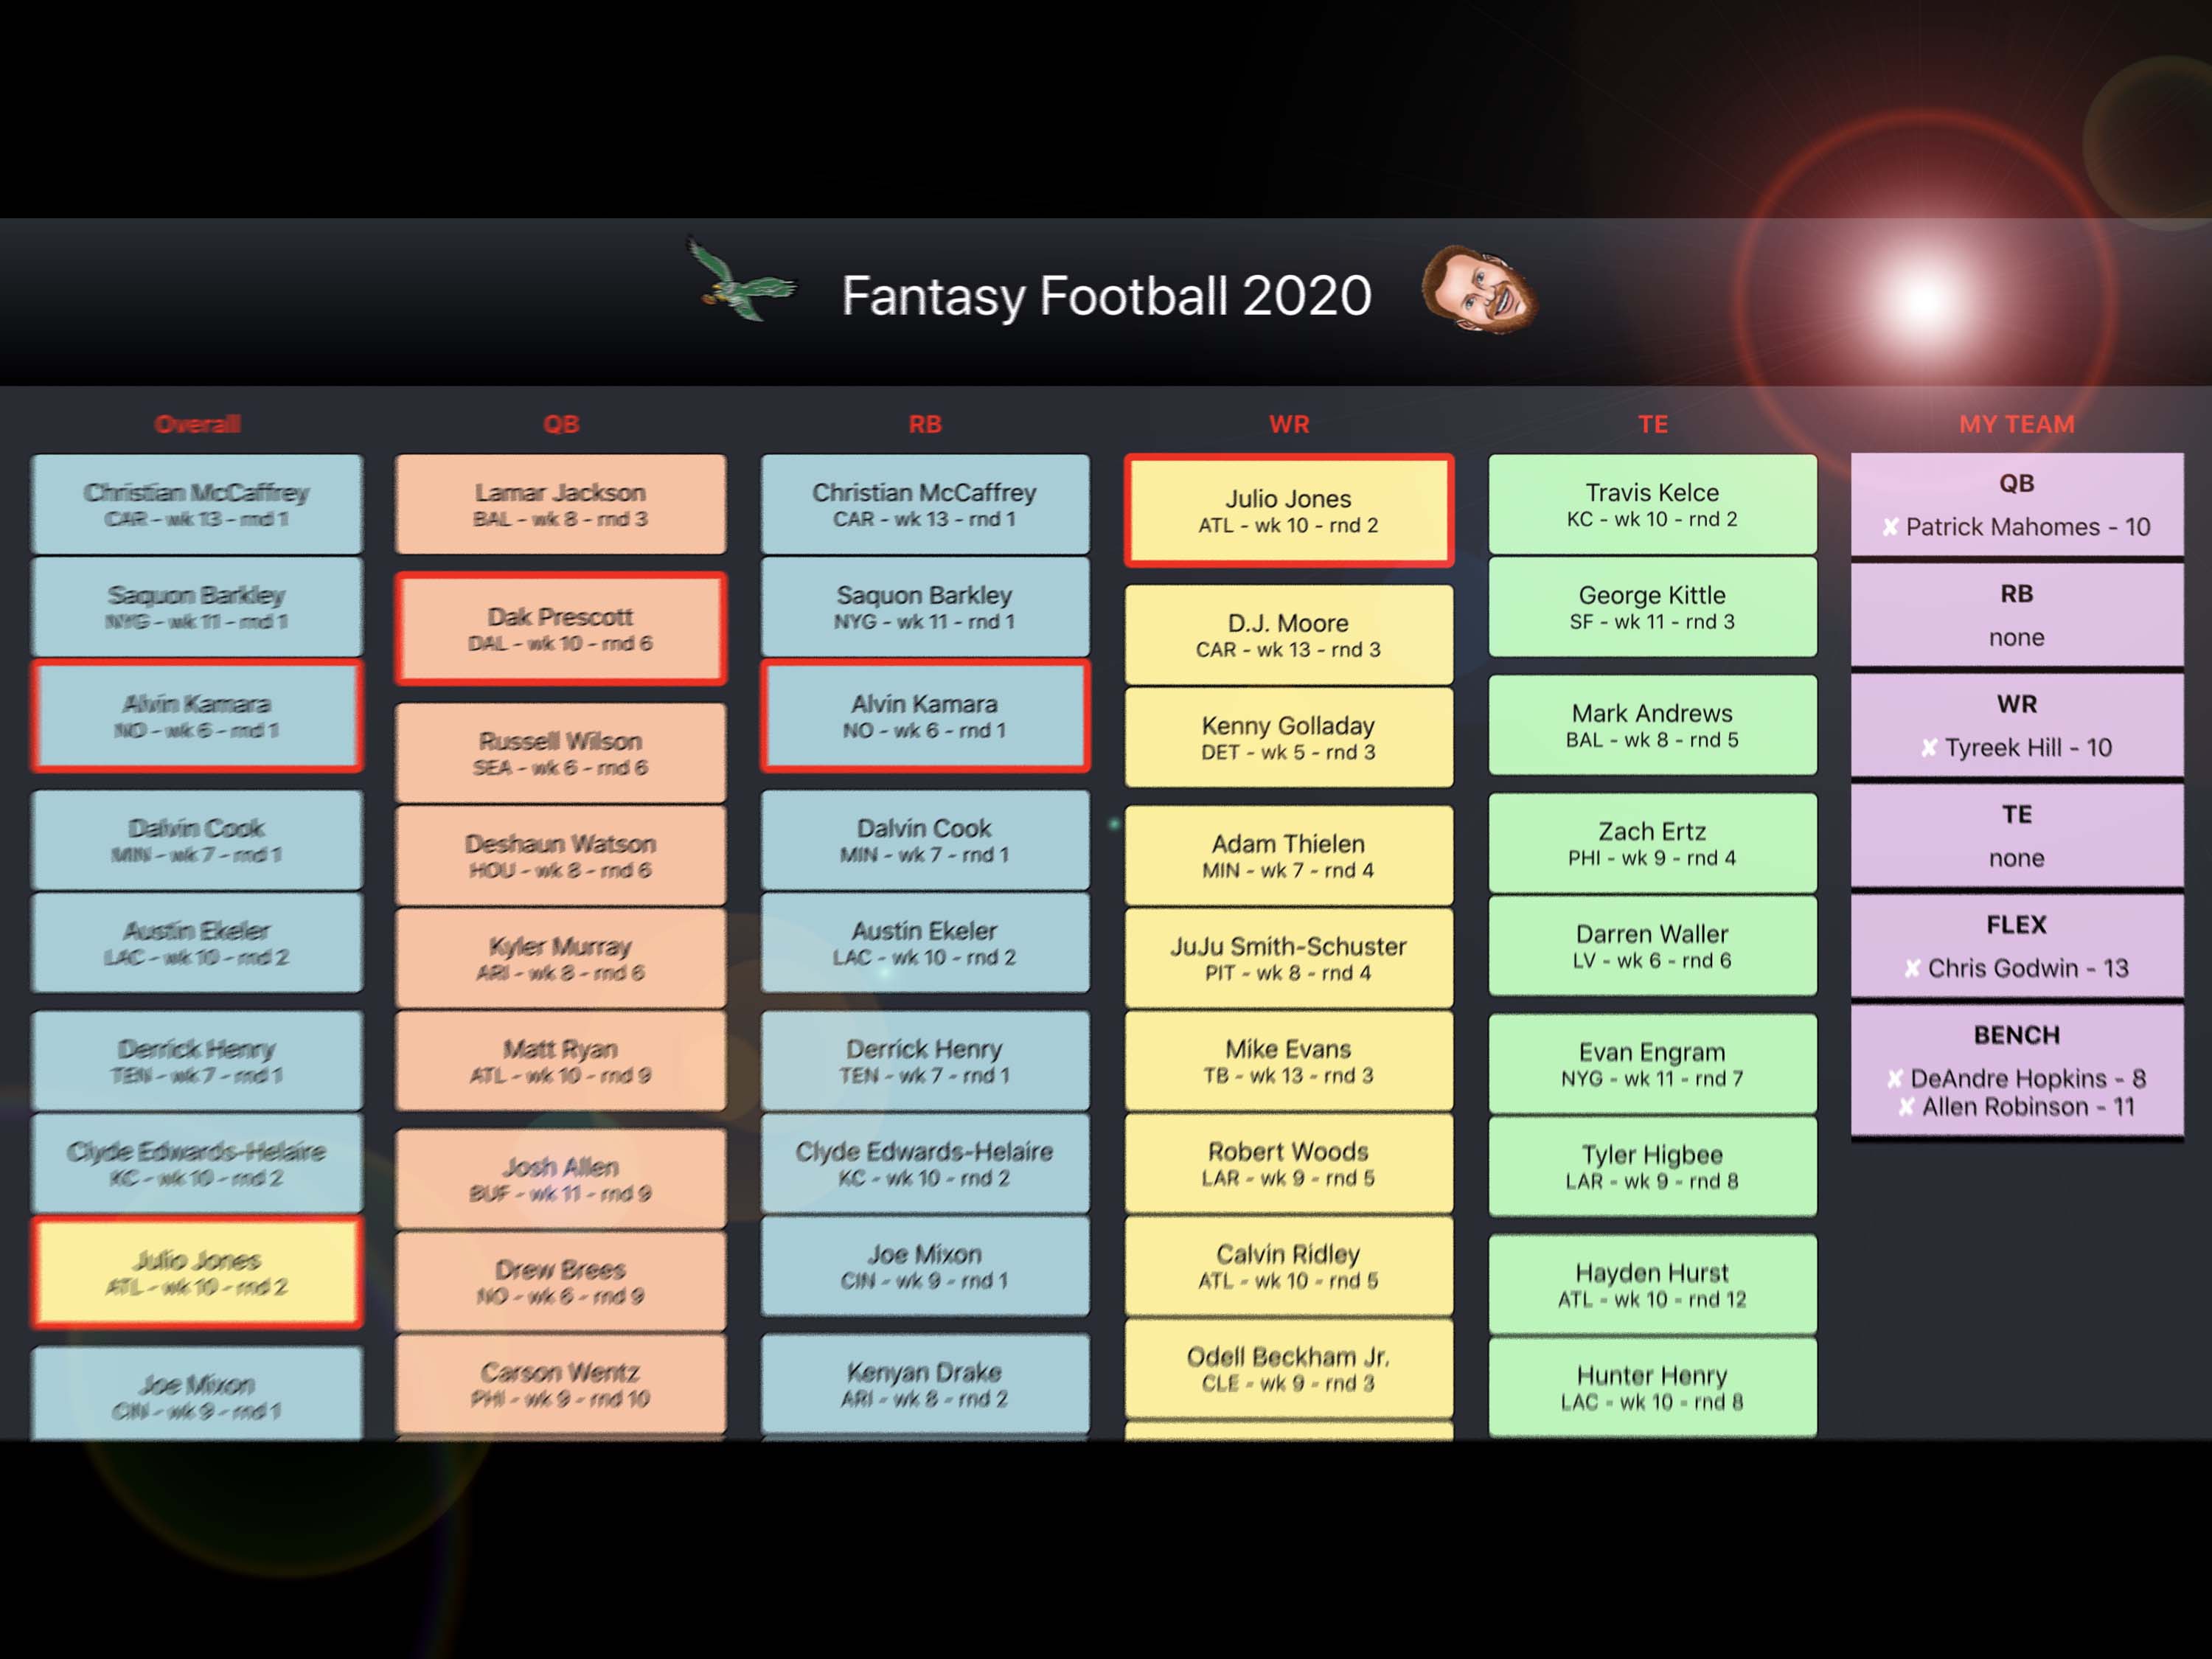 Fantasy Football 2020
Overall
Christian McCaffrey
CAR - wk 13 - rnd 1
Saquon Barkley
NYG - wk 11 - rnd 1
Alvin Kamara
NO - wk 6 - rnd 1
Dalvin Cook
MIN - wk 7 - rnd 1
Austin Ekeler
LAC - wk 10 - rnd 2
Derrick Henry
TEN - wk 7 - rnd 1
Clyde Edwards-Helaire
KC - wk 10 - rnd 2
Julio Jones
ATL - wk 10 - rnd 2
Joe Mixon
CIN - wk 9 - rnd 1
QB
Lamar Jackson
BAL - wk 8 - rnd 3
Dak Prescott
DAL - wk 10 - rnd 6
Russell Wilson
SEA - wk 6 - rnd 6
Deshaun Watson
HOU - wk 8 - rnd 6
Kyler Murray
ARI - wk 8 - rnd 6
Matt Ryan
ATL - wk 10 - rnd 9
Josh Allen
BUF - wk 11 - rnd 9
Drew Brees
NO - wk 6 - rnd 9
Carson Wentz
PHI - wk 9 - rnd 10
RB
Christian McCaffrey
CAR - wk 13 - rnd 1
Saquon Barkley
NYG - wk 11 - rnd 1
Alvin Kamara
NO - wk 6 - rnd 1
Dalvin Cook
MIN - wk 7 - rnd 1
Austin Ekeler
LAC - wk 10 - rnd 2
Derrick Henry
TEN - wk 7 - rnd 1
Clyde Edwards-Helaire
KC - wk 10 - rnd 2
Joe Mixon
CIN - wk 9 - rnd 1
Kenyan Drake
ARI - wk 8 - rnd 2
WR
Julio Jones
ATL - wk 10 - rnd 2
D.J. Moore
CAR - wk 13 - rnd 3
Kenny Golladay
DET - wk 5 - rnd 3
Adam Thielen
MIN - wk 7 - rnd 4
JuJu Smith-Schuster
PIT - wk 8 - rnd 4
Mike Evans
TB - wk 13 - rnd 3
Robert Woods
LAR - wk 9 - rnd 5
Calvin Ridley
ATL - wk 10 - rnd 5
Odell Beckham Jr.
CLE - wk 9 - rnd 3
TE
Travis Kelce
KC - wk 10 - rnd 2
George Kittle
SF - wk 11 - rnd 3
Mark Andrews
BAL - wk 8 - rnd 5
Zach Ertz
PHI - wk 9 - rnd 4
Darren Waller
LV - wk 6 - rnd 6
Evan Engram
NYG - wk 11 - rnd 7
Tyler Higbee
LAR - wk 9 - rnd 8
Hayden Hurst
ATL - wk 10 - rnd 12
Hunter Henry
LAC - wk 10 - rnd 8
MY TEAM
QB
✘ Patrick Mahomes - 10
RB
none
WR
✘ Tyreek Hill - 10
TE
none
FLEX
✘ Chris Godwin - 13
BENCH
✘ DeAndre Hopkins - 8
✘ Allen Robinson - 11